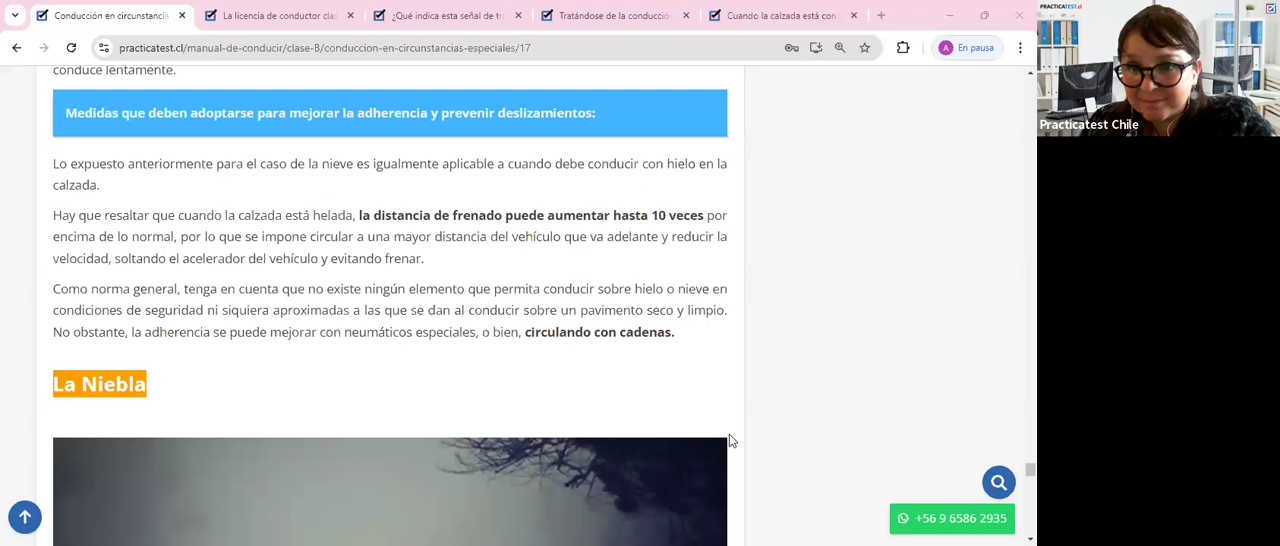 Conducción en circunstancia
La licencia de conductor cla
¿Qué indica esta señal de tr
Tratándose de la conducció
Cuando la calzada está con
practicatest.cl/manual-de-conducir/clase-B/conduccion-en-circunstancias-especiales/17
A En pausa
PRACTICATEST.cl
Practicatest Chile
conduce lentamente.
Medidas que deben adoptarse para mejorar la adherencia y prevenir deslizamientos:
Lo expuesto anteriormente para el caso de la nieve es igualmente aplicable a cuando debe conducir con hielo en la
calzada.
Hay que resaltar que cuando la calzada está helada, la distancia de frenado puede aumentar hasta 10 veces por
encima de lo normal, por lo que se impone circular a una mayor distancia del vehículo que va adelante y reducir la
velocidad, soltando el acelerador del vehículo y evitando frenar.
Como norma general, tenga en cuenta que no existe ningún elemento que permita conducir sobre hielo o nieve en
condiciones de seguridad ni siquiera aproximadas a las que se dan al conducir sobre un pavimento seco y limpio.
No obstante, la adherencia se puede mejorar con neumáticos especiales, o bien, circulando con cadenas.
La Niebla
+56 9 6586 2935